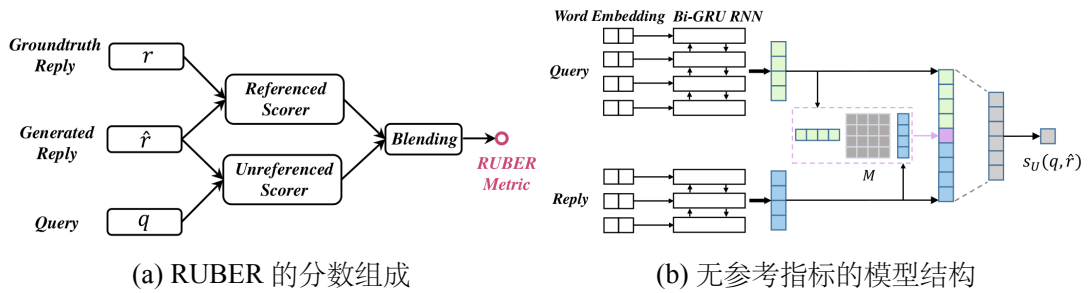 Groundtruth
Reply
r
Referenced
Scorer
Generated
Reply
r̂
Blending
RUBER
Metric
Unreferenced
Scorer
Query
q
(a) RUBER 的分数组成
Word Embedding
Bi-GRU RNN
Query
M
Reply
s_U(q, r̂)
(b) 无参考指标的模型结构